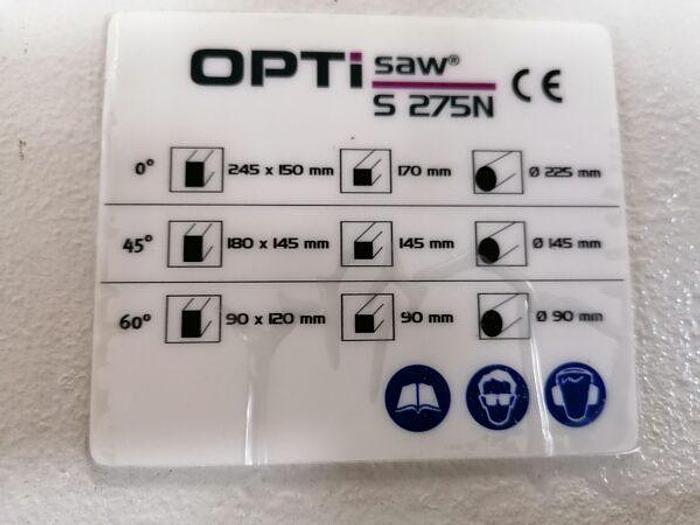 OPTi saw®
S 275N CE
0° 245 x 150 mm 170 mm Ø 225 mm
45° 180 x 145 mm 145 mm Ø 145 mm
60° 90 x 120 mm 90 mm Ø 90 mm